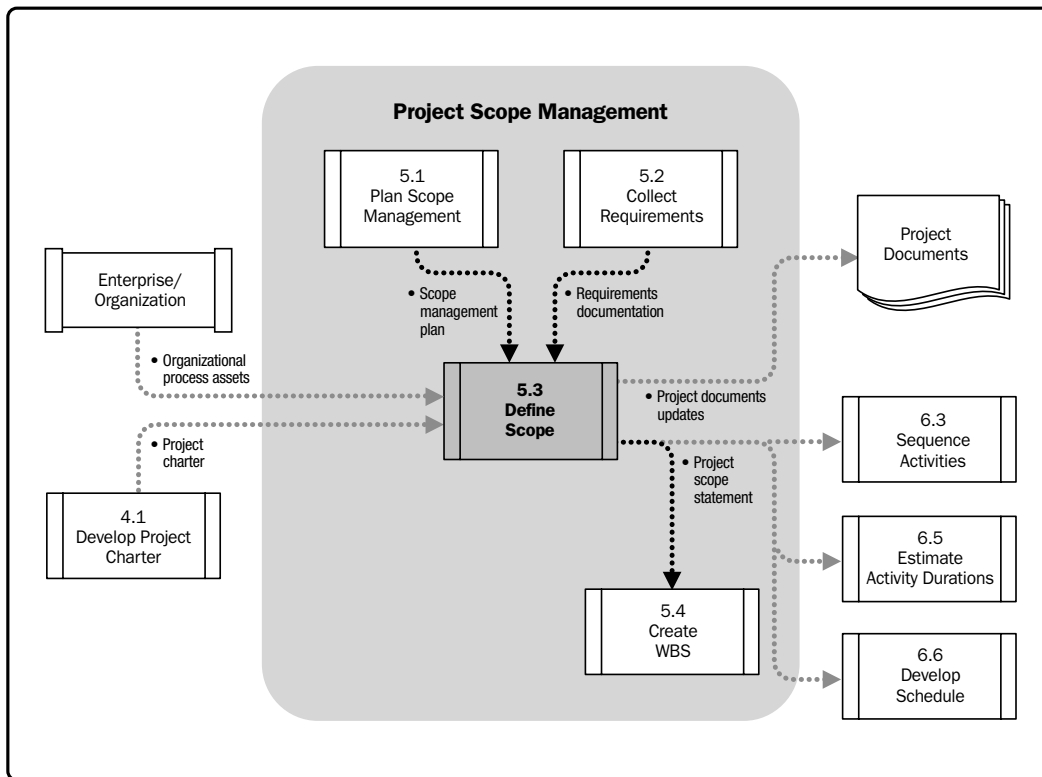 Project Scope Management
5.1
Plan Scope
Management
5.2
Collect
Requirements
Project
Documents
Enterprise/
Organization
• Scope
management
plan
• Requirements
documentation
• Organizational
process assets
5.3
Define
Scope
• Project documents
updates
• Project
charter
• Project
scope
statement
6.3
Sequence
Activities
4.1
Develop Project
Charter
6.5
Estimate
Activity Durations
5.4
Create
WBS
6.6
Develop
Schedule